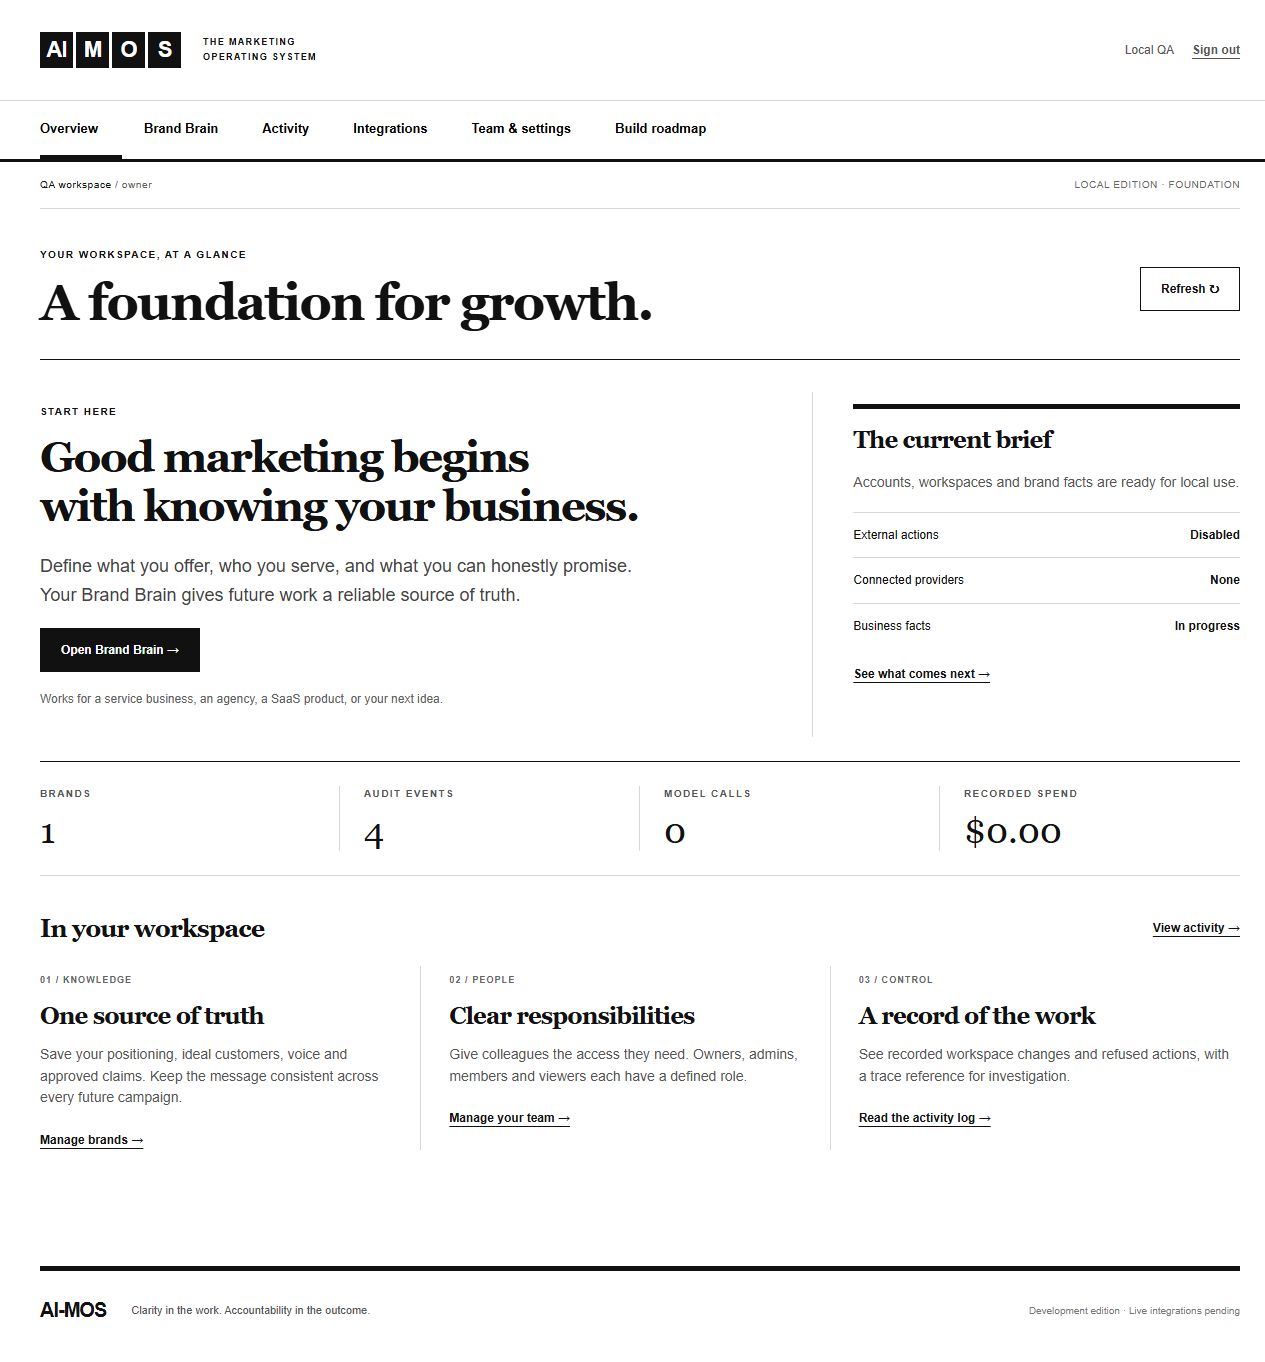 AI M O S
THE MARKETING
OPERATING SYSTEM
Local QA
Sign out
Overview
Brand Brain
Activity
Integrations
Team & settings
Build roadmap
QA workspace / owner
LOCAL EDITION · FOUNDATION
YOUR WORKSPACE, AT A GLANCE
A foundation for growth.
Refresh ↻
START HERE
Good marketing begins
with knowing your business.
Define what you offer, who you serve, and what you can honestly promise.
Your Brand Brain gives future work a reliable source of truth.
Open Brand Brain →
Works for a service business, an agency, a SaaS product, or your next idea.
The current brief
Accounts, workspaces and brand facts are ready for local use.
External actions
Disabled
Connected providers
None
Business facts
In progress
See what comes next →
BRANDS
1
AUDIT EVENTS
4
MODEL CALLS
0
RECORDED SPEND
$0.00
In your workspace
View activity →
01 / KNOWLEDGE
One source of truth
Save your positioning, ideal customers, voice and
approved claims. Keep the message consistent across
every future campaign.
Manage brands →
02 / PEOPLE
Clear responsibilities
Give colleagues the access they need. Owners, admins,
members and viewers each have a defined role.
Manage your team →
03 / CONTROL
A record of the work
See recorded workspace changes and refused actions, with
a trace reference for investigation.
Read the activity log →
AI-MOS
Clarity in the work. Accountability in the outcome.
Development edition · Live integrations pending